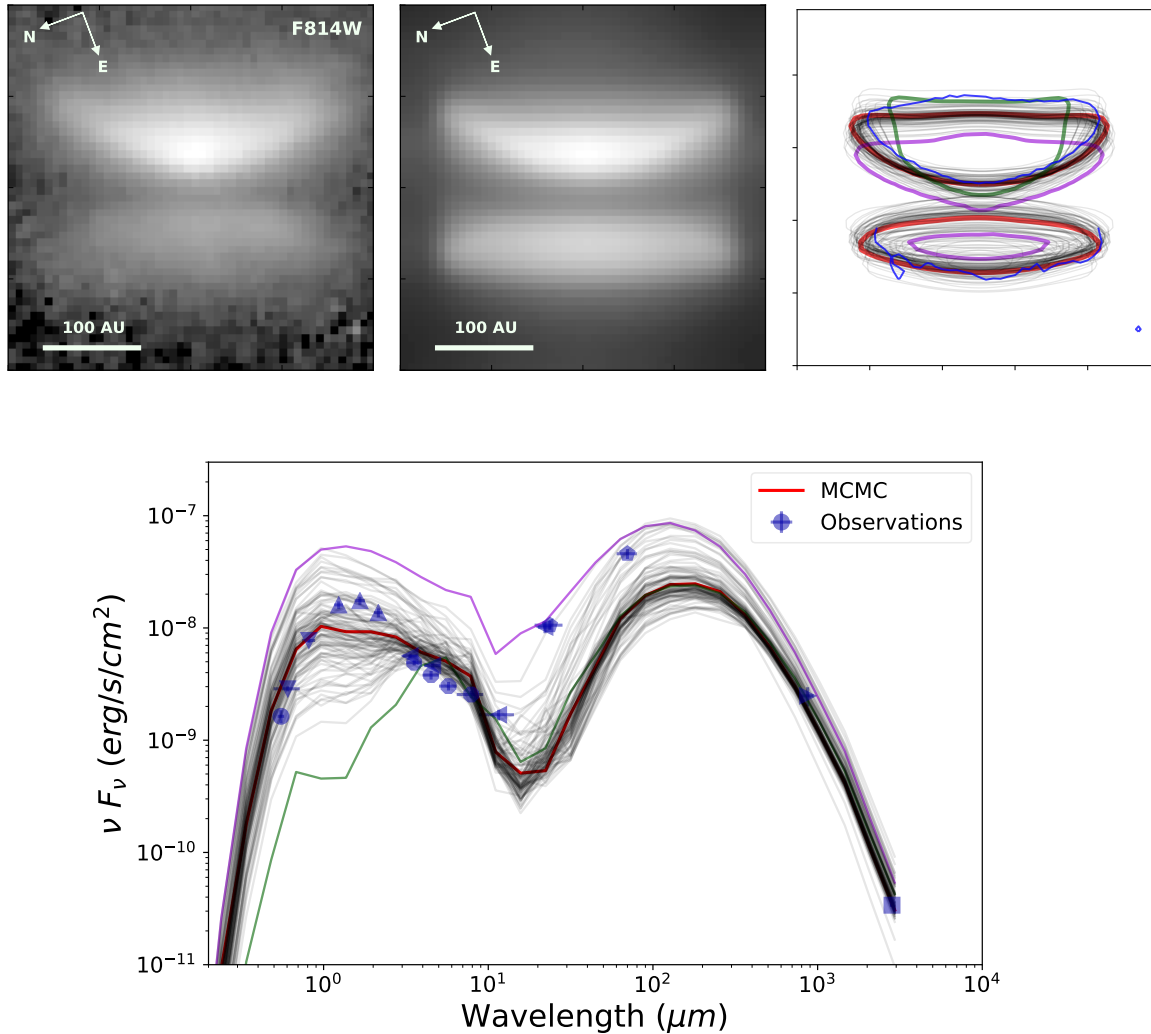 N
E
F814W
100 AU
N
E
100 AU
MCMC
Observations
10⁻⁷
10⁻⁸
10⁻⁹
10⁻¹⁰
10⁻¹¹
ν F_ν (erg/s/cm²)
10⁰
10¹
10²
10³
10⁴
Wavelength (μm)